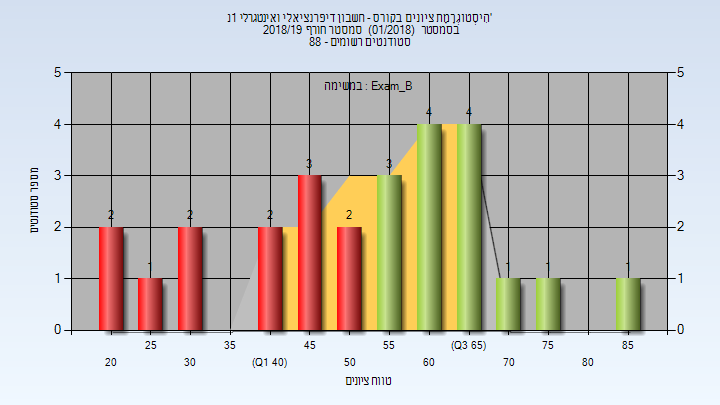 הִיסְטוֹגְרָמַת ציונים בקורס - חשבון דיפרנציאלי ואינטגרלי 1נ'
בסמסטר (01/2018) סמסטר חורף 2018/19
סטודנטים רשומים - 88
במשימה : Exam_B
מספר סטודנטים
5 5
4 4
3 3
2 2
1 1
0 0
2 1 2 2 3 2 3 4 4 1 1 1
25 35 45 55 (Q3 65) 75 85
20 30 (Q1 40) 50 60 70 80
טווח ציונים